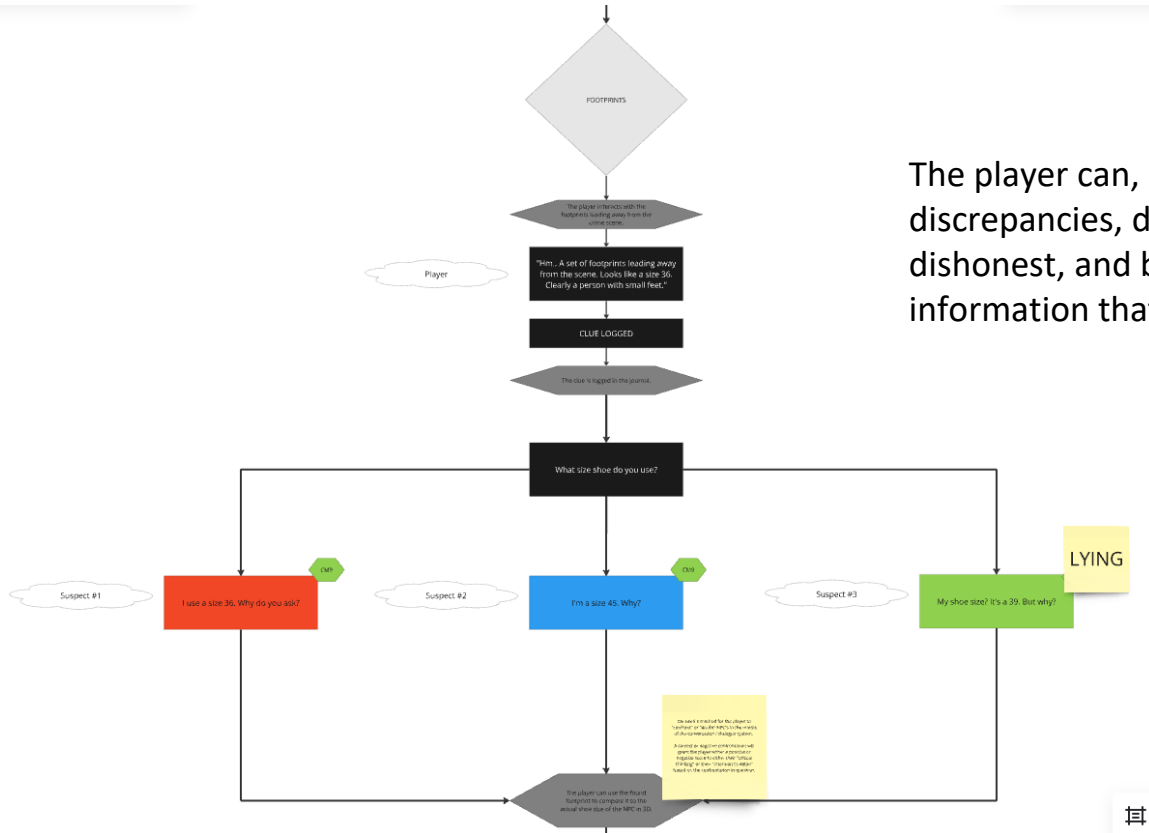 FOOTPRINTS
The player can,
discrepancies, d
dishonest, and b
information that
The player interacts with the
footprints leading away from the
crime scene.
Player
"Hm.. A set of footprints leading away
from the scene. Looks like a size 36.
Clearly a person with small feet."
CLUE LOGGED
The clue is logged in the journal.
What size shoe do you use?
LYING
Suspect #1
I use a size 36. Why do you ask?
Suspect #2
I'm a size 45. Why?
Suspect #3
My shoe size? It's a 39. But why?
The player can use the found
footprint to compare it to the
actual shoe size of the NPC in 3D.